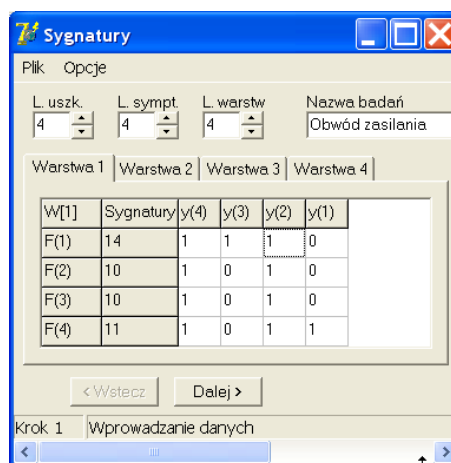 Sygnatury
Plik Opcje
L. uszk. L. sympt. L. warstw Nazwa badań
4 4 4 Obwód zasilania
Warstwa 1 Warstwa 2 Warstwa 3 Warstwa 4
W[1] Sygnatury y(4) y(3) y(2) y(1)
F(1) 14 1 1 1 0
F(2) 10 1 0 1 0
F(3) 10 1 0 1 0
F(4) 11 1 0 1 1
< Wstecz Dalej >
Krok 1 Wprowadzanie danych